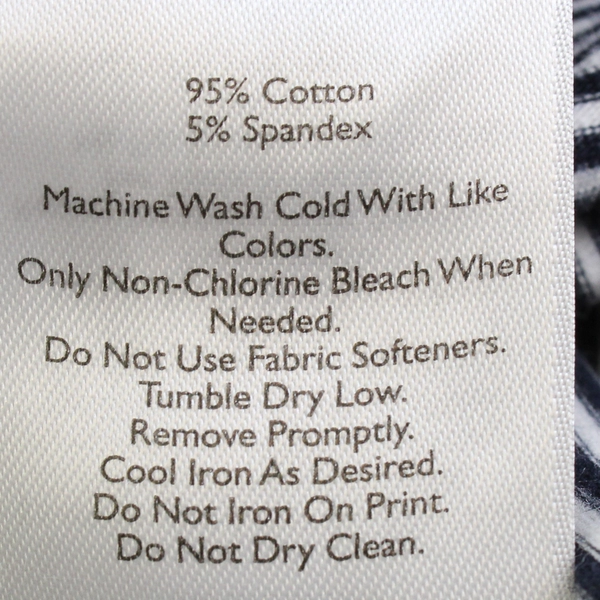 95% Cotton
5% Spandex
Machine Wash Cold With Like
Colors.
Only Non-Chlorine Bleach When
Needed.
Do Not Use Fabric Softeners.
Tumble Dry Low.
Remove Promptly.
Cool Iron As Desired.
Do Not Iron On Print.
Do Not Dry Clean.